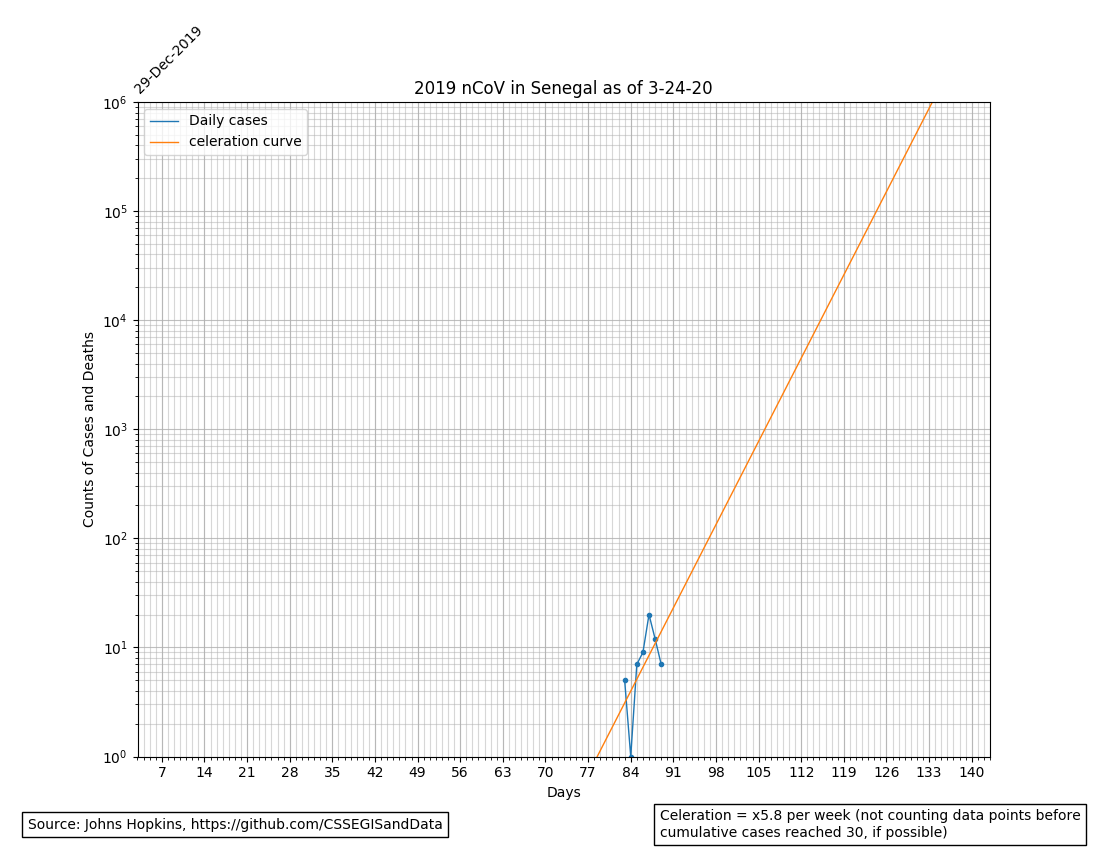 29-Dec-2019
2019 nCoV in Senegal as of 3-24-20
Daily cases
celeration curve
10^6
10^5
10^4
10^3
10^2
10^1
10^0
Counts of Cases and Deaths
7 14 21 28 35 42 49 56 63 70 77 84 91 98 105 112 119 126 133 140
Days
Source: Johns Hopkins, https://github.com/CSSEGISandData
Celeration = x5.8 per week (not counting data points before
cumulative cases reached 30, if possible)